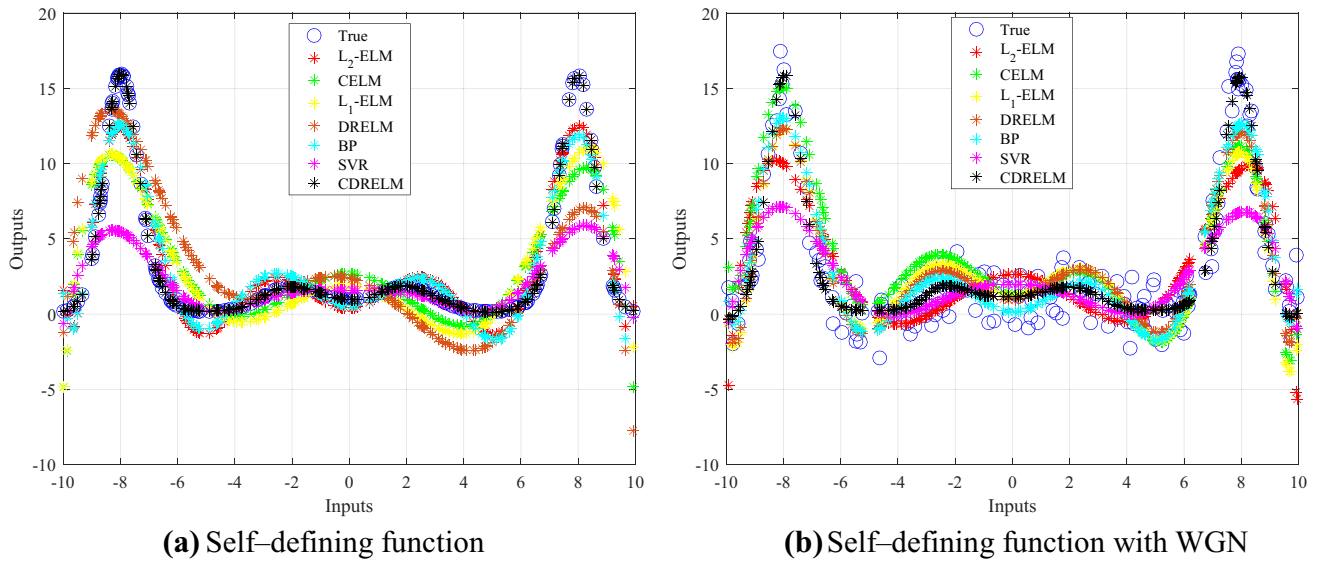 20
15
10
5
0
-5
-10
Outputs
-10 -8 -6 -4 -2 0 2 4 6 8 10
Inputs
True
L2-ELM
CELM
L1-ELM
DRELM
BP
SVR
CDRELM
(a) Self–defining function
20
15
10
5
0
-5
-10
Outputs
-10 -8 -6 -4 -2 0 2 4 6 8 10
Inputs
True
L2-ELM
CELM
L1-ELM
DRELM
BP
SVR
CDRELM
(b) Self–defining function with WGN